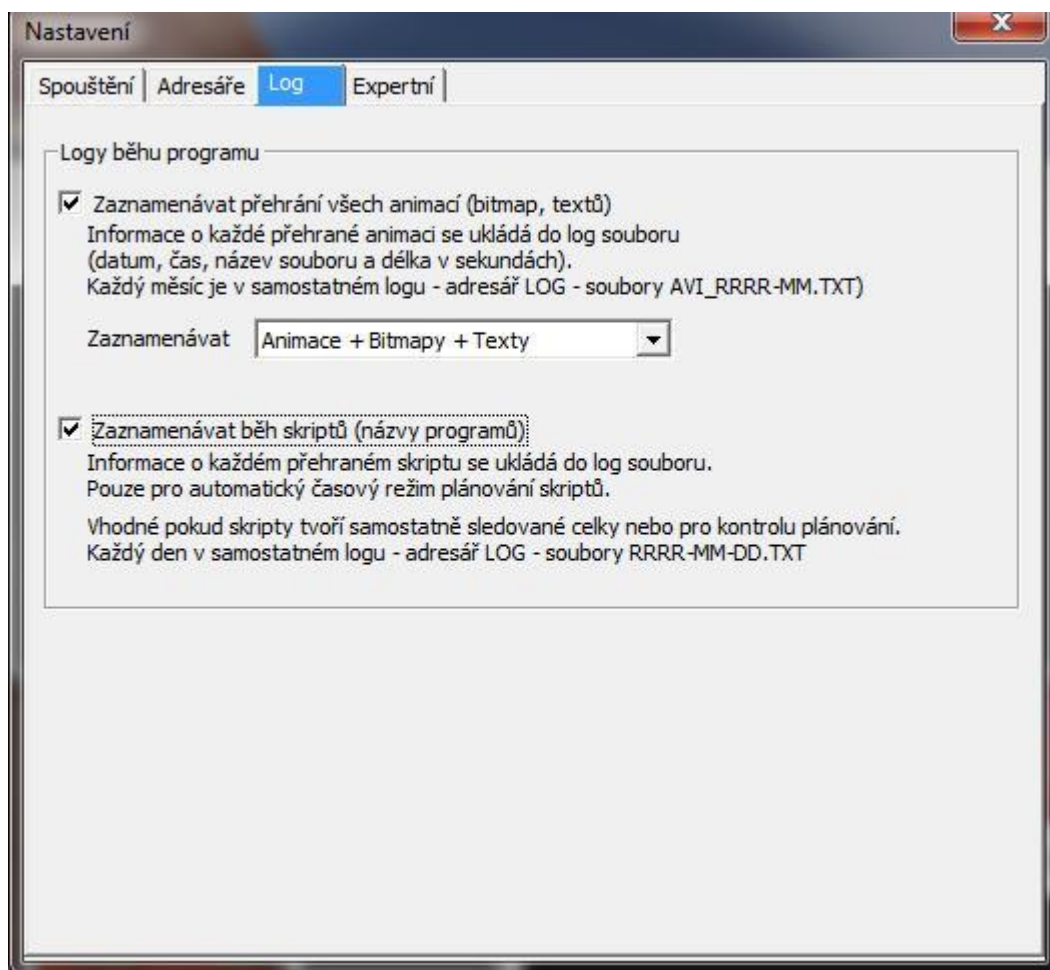 Nastavení
Spouštění Adresáře Log Expertní
Logy běhu programu
Zaznamenávat přehrání všech animací (bitmap, textů)
Informace o každé přehrané animaci se ukládá do log souboru
(datum, čas, název souboru a délka v sekundách).
Každý měsíc je v samostatném logu - adresář LOG - soubory AVI_RRRR-MM.TXT)
Zaznamenávat Animace + Bitmapy + Texty
Zaznamenávat běh skriptů (názvy programů)
Informace o každém přehraném skriptu se ukládá do log souboru.
Pouze pro automatický časový režim plánování skriptů.
Vhodné pokud skripty tvoří samostatně sledované celky nebo pro kontrolu plánování.
Každý den v samostatném logu - adresář LOG - soubory RRRR-MM-DD.TXT